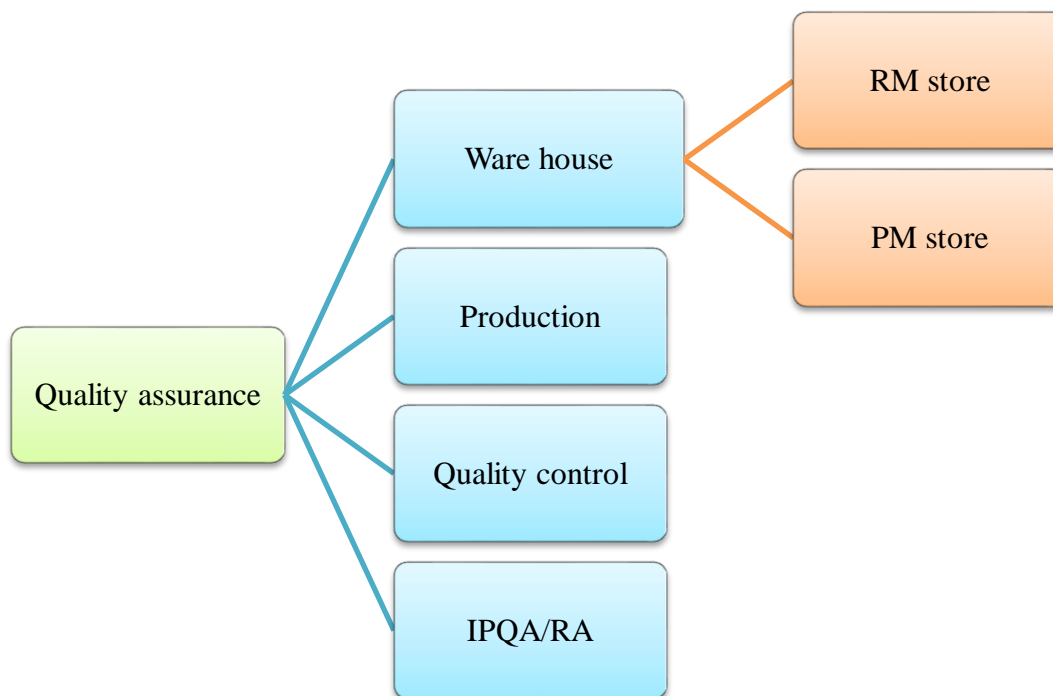 Quality assurance
Ware house
RM store
PM store
Production
Quality control
IPQA/RA